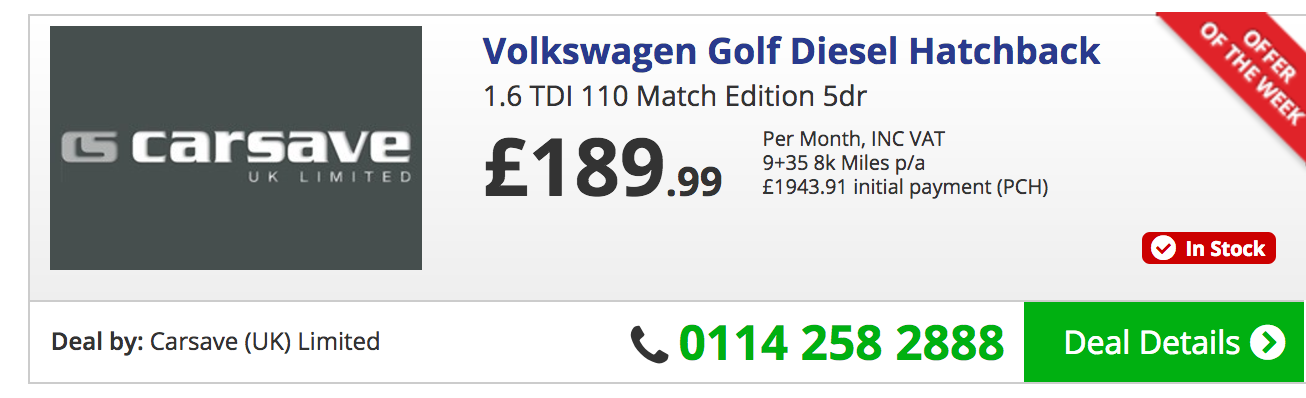 Volkswagen Golf Diesel Hatchback
1.6 TDI 110 Match Edition 5dr
£189.99
Per Month, INC VAT
9+35 8k Miles p/a
£1943.91 initial payment (PCH)
OFFER
OF THE WEEK
carsave
UK LIMITED
In Stock
Deal by: Carsave (UK) Limited
0114 258 2888
Deal Details